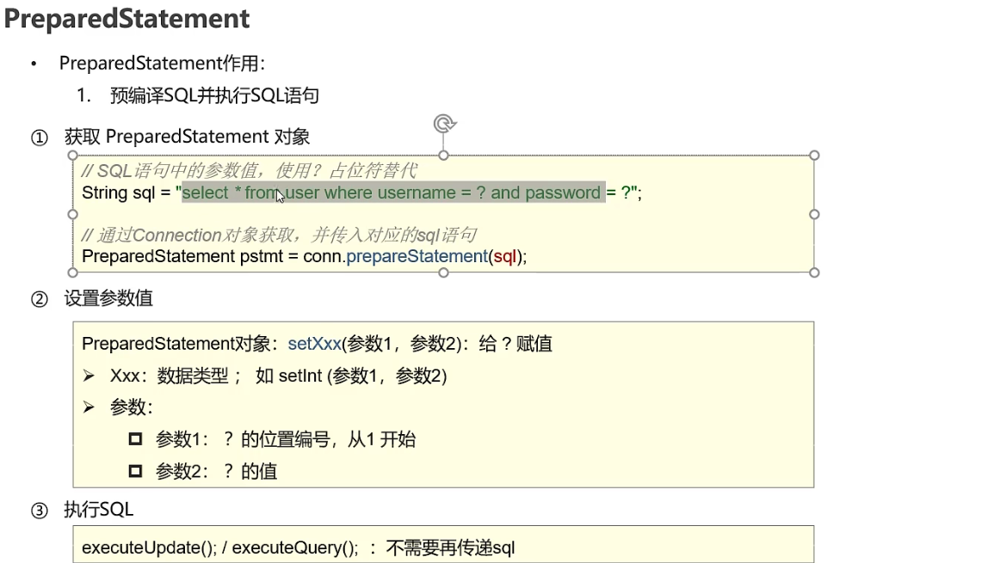 PreparedStatement
• PreparedStatement作用：
1. 预编译SQL并执行SQL语句
① 获取 PreparedStatement 对象
// SQL语句中的参数值，使用？占位符替代
String sql = "select * from user where username = ? and password = ?";
// 通过Connection对象获取，并传入对应的sql语句
PreparedStatement pstmt = conn.prepareStatement(sql);
② 设置参数值
PreparedStatement对象：setXxx(参数1，参数2)：给 ? 赋值
➢ Xxx：数据类型 ； 如 setInt (参数1，参数2)
➢ 参数：
参数1： ？的位置编号，从1 开始
参数2： ？的值
③ 执行SQL
executeUpdate(); / executeQuery(); ：不需要再传递sql